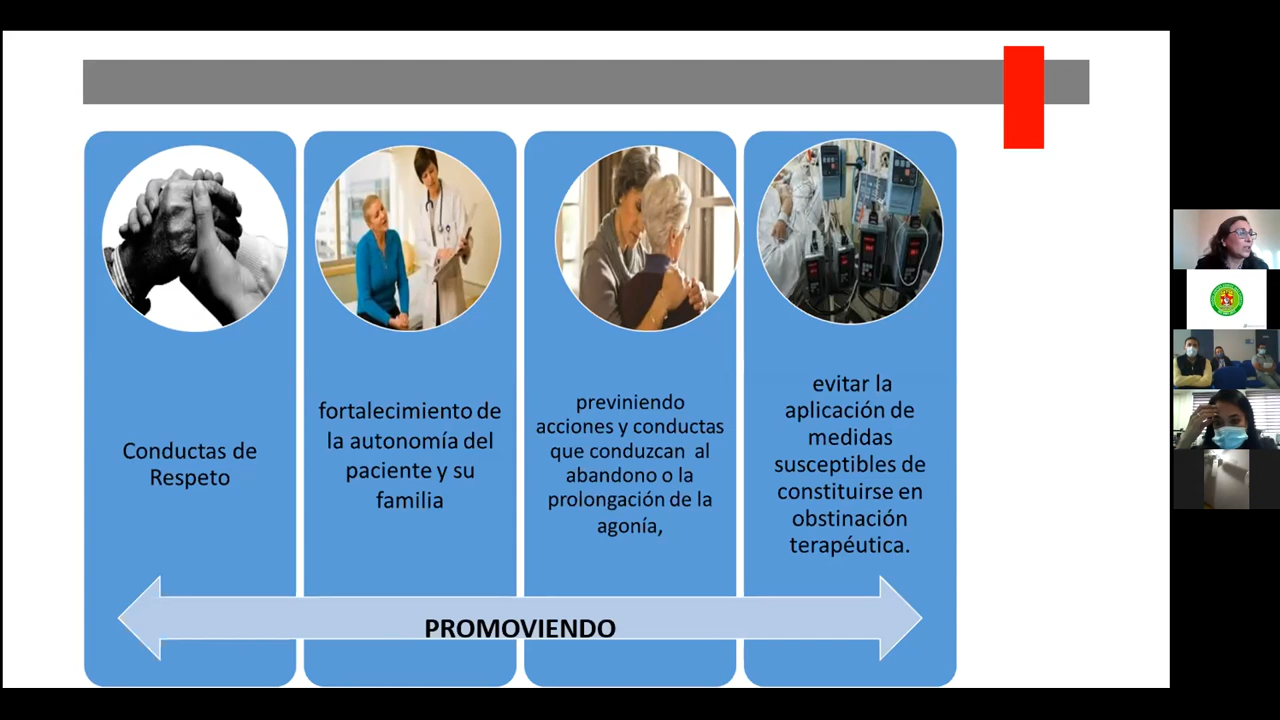 Conductas de
Respeto
fortalecimiento de
la autonomía del
paciente y su
familia
previniendo
acciones y conductas
que conduzcan al
abandono o la
prolongación de la
agonía,
evitar la
aplicación de
medidas
susceptibles de
constituirse en
obstinación
terapéutica.
PROMOVIENDO